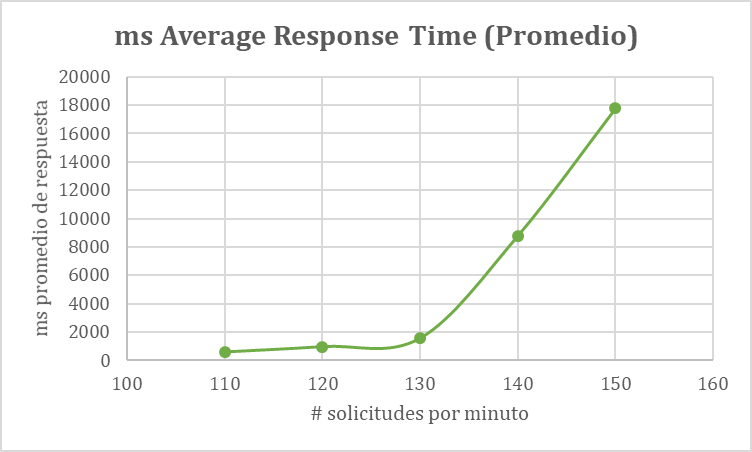 ms Average Response Time (Promedio)
ms promedio de respuesta
20000
18000
16000
14000
12000
10000
8000
6000
4000
2000
0
100 110 120 130 140 150 160
# solicitudes por minuto